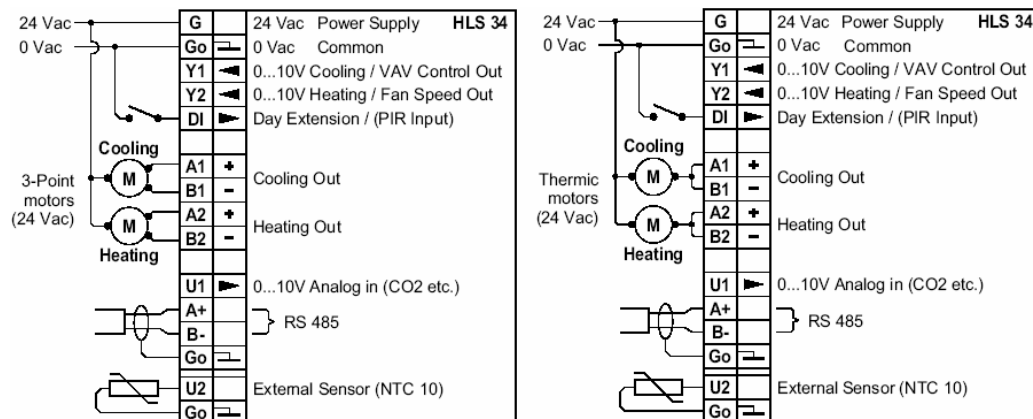 24 Vac G 24 Vac Power Supply HLS 34
0 Vac Go 0 Vac Common
Y1 0...10V Cooling / VAV Control Out
Y2 0...10V Heating / Fan Speed Out
DI Day Extension / (PIR Input)
Cooling
M A1 + Cooling Out
B1 -
3-Point
motors
(24 Vac)
M A2 + Heating Out
B2 -
Heating
U1 0...10V Analog in (CO2 etc.)
A+
RS 485
B-
Go
U2 External Sensor (NTC 10)
Go
24 Vac G 24 Vac Power Supply HLS 34
0 Vac Go 0 Vac Common
Y1 0...10V Cooling / VAV Control Out
Y2 0...10V Heating / Fan Speed Out
DI Day Extension / (PIR Input)
Cooling
M A1 + Cooling Out
B1 -
Thermic
motors
(24 Vac)
M A2 + Heating Out
B2 -
Heating
U1 0...10V Analog in (CO2 etc.)
A+
RS 485
B-
Go
U2 External Sensor (NTC 10)
Go